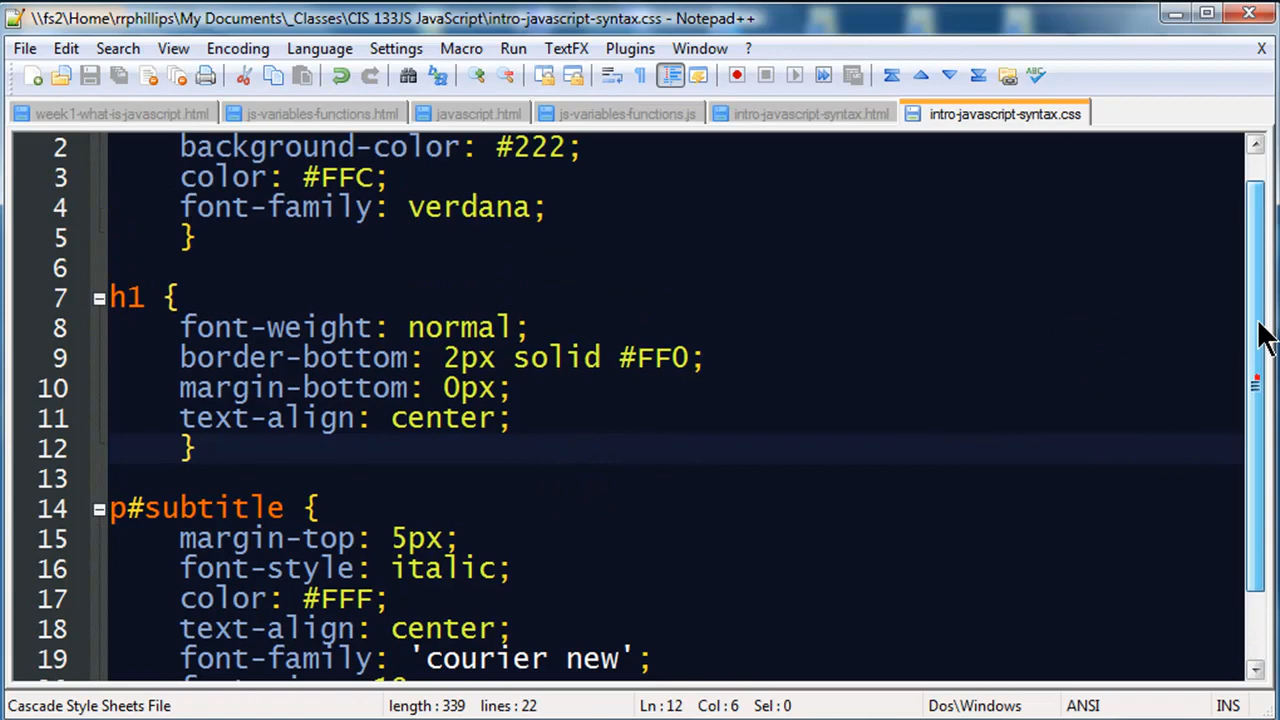 \\fs2\Home\rrphillips\My Documents\_Classes\CIS 133JS JavaScript\intro-javascript-syntax.css - Notepad++
File Edit Search View Encoding Language Settings Macro Run TextFX Plugins Window ? X
week1-what-is-javascript.html js-variables-functions.html javascript.html js-variables-functions.js intro-javascript-syntax.html intro-javascript-syntax.css
2 background-color: #222;
3 color: #FFC;
4 font-family: verdana;
5 }
6
7 h1 {
8 font-weight: normal;
9 border-bottom: 2px solid #FF0;
10 margin-bottom: 0px;
11 text-align: center;
12 }
13
14 p#subtitle {
15 margin-top: 5px;
16 font-style: italic;
17 color: #FFF;
18 text-align: center;
19 font-family: 'courier new';
Cascade Style Sheets File length : 339 lines : 22 Ln : 12 Col : 6 Sel : 0 Dos\Windows ANSI INS